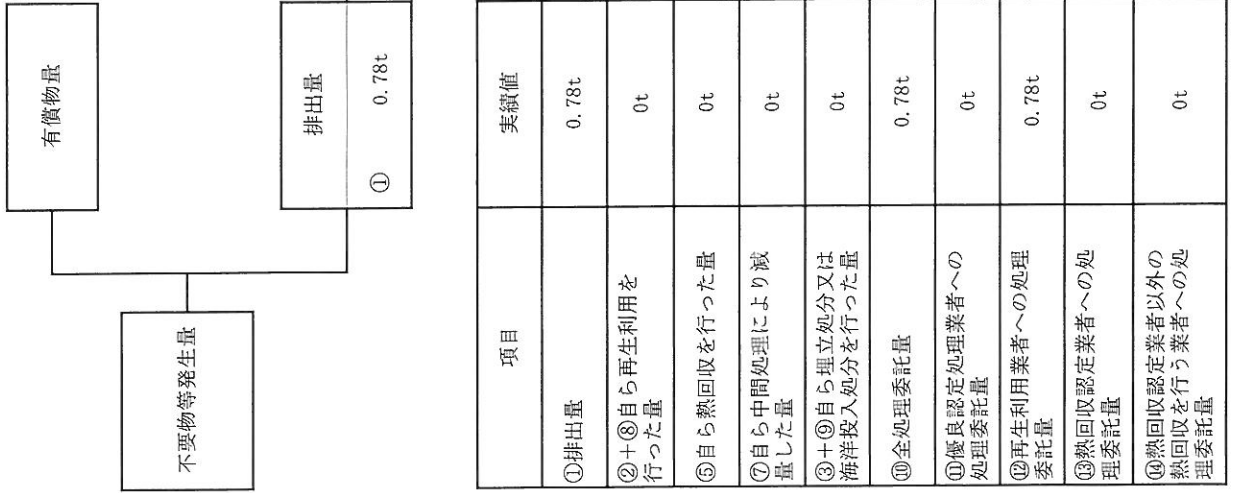 有償物量
不要物等発生量
排出量
① 0.78t
項目 実績値
①排出量 0.78t
②+⑧自ら再生利用を
行った量 0t
⑤自ら熱回収を行った量 0t
⑦自ら中間処理により減
量した量 0t
③+⑨自ら埋立処分又は
海洋投入処分を行った量 0t
⑩全処理委託量 0.78t
⑪優良認定処理業者への
処理委託量 0t
⑫再生利用業者への処理
委託量 0.78t
⑬熱回収認定業者への処
理委託量 0t
⑭熱回収認定業者以外の
熱回収を行う業者への処
理委託量 0t